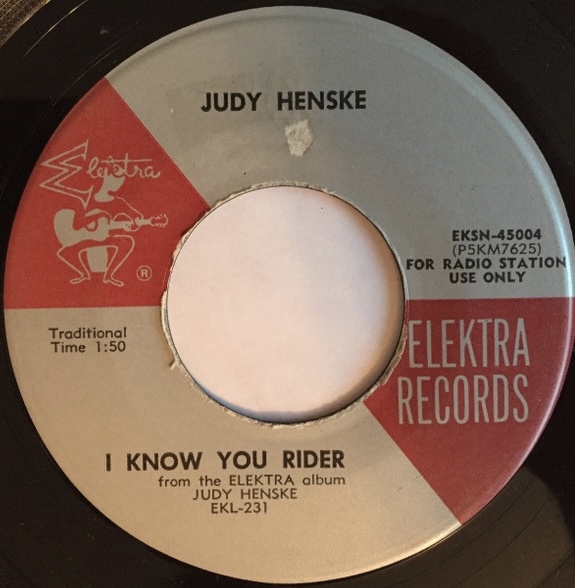 JUDY HENSKE
Elektra
®
EKSN-45004
(P5KM7625)
FOR RADIO STATION
USE ONLY
Traditional
Time 1:50
ELEKTRA
RECORDS
I KNOW YOU RIDER
from the ELEKTRA album
JUDY HENSKE
EKL-231